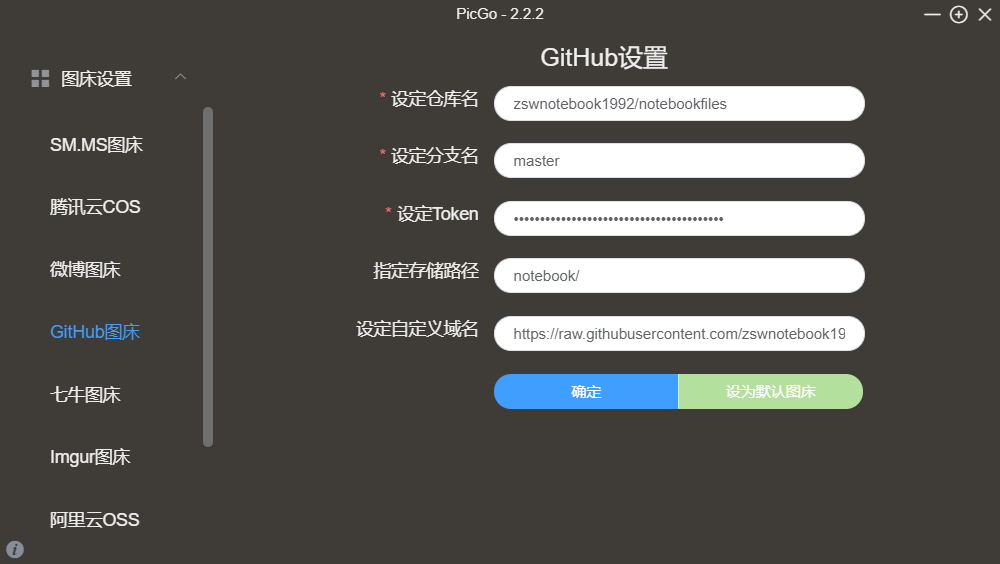 PicGo - 2.2.2
图床设置
SM.MS图床
腾讯云COS
微博图床
GitHub图床
七牛图床
Imgur图床
阿里云OSS
GitHub设置
* 设定仓库名
zswnotebook1992/notebookfiles
* 设定分支名
master
* 设定Token
••••••••••••••••••••••••••••••••••••••••
指定存储路径
notebook/
设定自定义域名
https://raw.githubusercontent.com/zswnotebook19
确定
设为默认图床